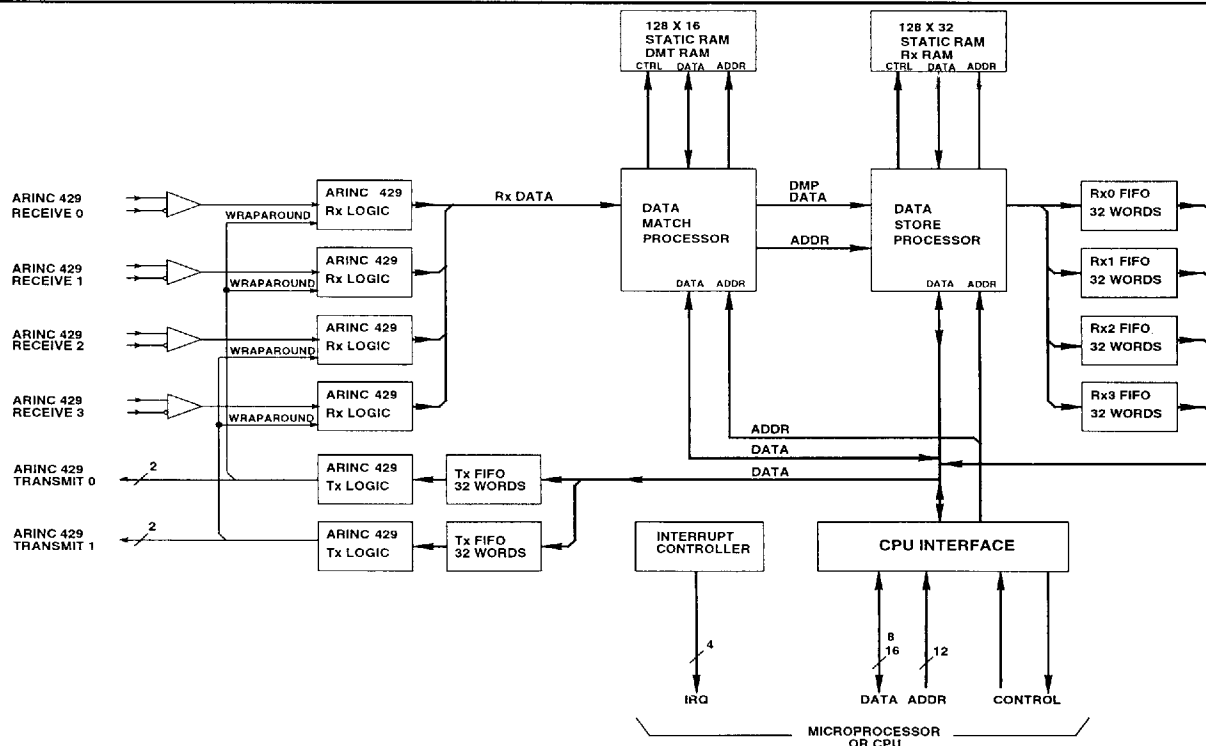 128 X 16
STATIC RAM
DMT RAM
CTRL DATA ADDR
128 X 32
STATIC RAM
Rx RAM
CTRL DATA ADDR
ARINC 429
RECEIVE 0
WRAPAROUND
ARINC 429
Rx LOGIC
Rx DATA
DATA
MATCH
PROCESSOR
DATA ADDR
DMP
DATA
ADDR
DATA
STORE
PROCESSOR
DATA ADDR
Rx0 FIFO
32 WORDS
ARINC 429
RECEIVE 1
WRAPAROUND
ARINC 429
Rx LOGIC
Rx1 FIFO
32 WORDS
ARINC 429
RECEIVE 2
WRAPAROUND
ARINC 429
Rx LOGIC
Rx2 FIFO
32 WORDS
ARINC 429
RECEIVE 3
WRAPAROUND
ARINC 429
Rx LOGIC
Rx3 FIFO
32 WORDS
ADDR
DATA
DATA
ARINC 429
TRANSMIT 0
2
ARINC 429
Tx LOGIC
Tx FIFO
32 WORDS
ARINC 429
TRANSMIT 1
2
ARINC 429
Tx LOGIC
Tx FIFO
32 WORDS
INTERRUPT
CONTROLLER
CPU INTERFACE
4
8
16
12
IRQ
DATA ADDR
CONTROL
MICROPROCESSOR
OR CPU